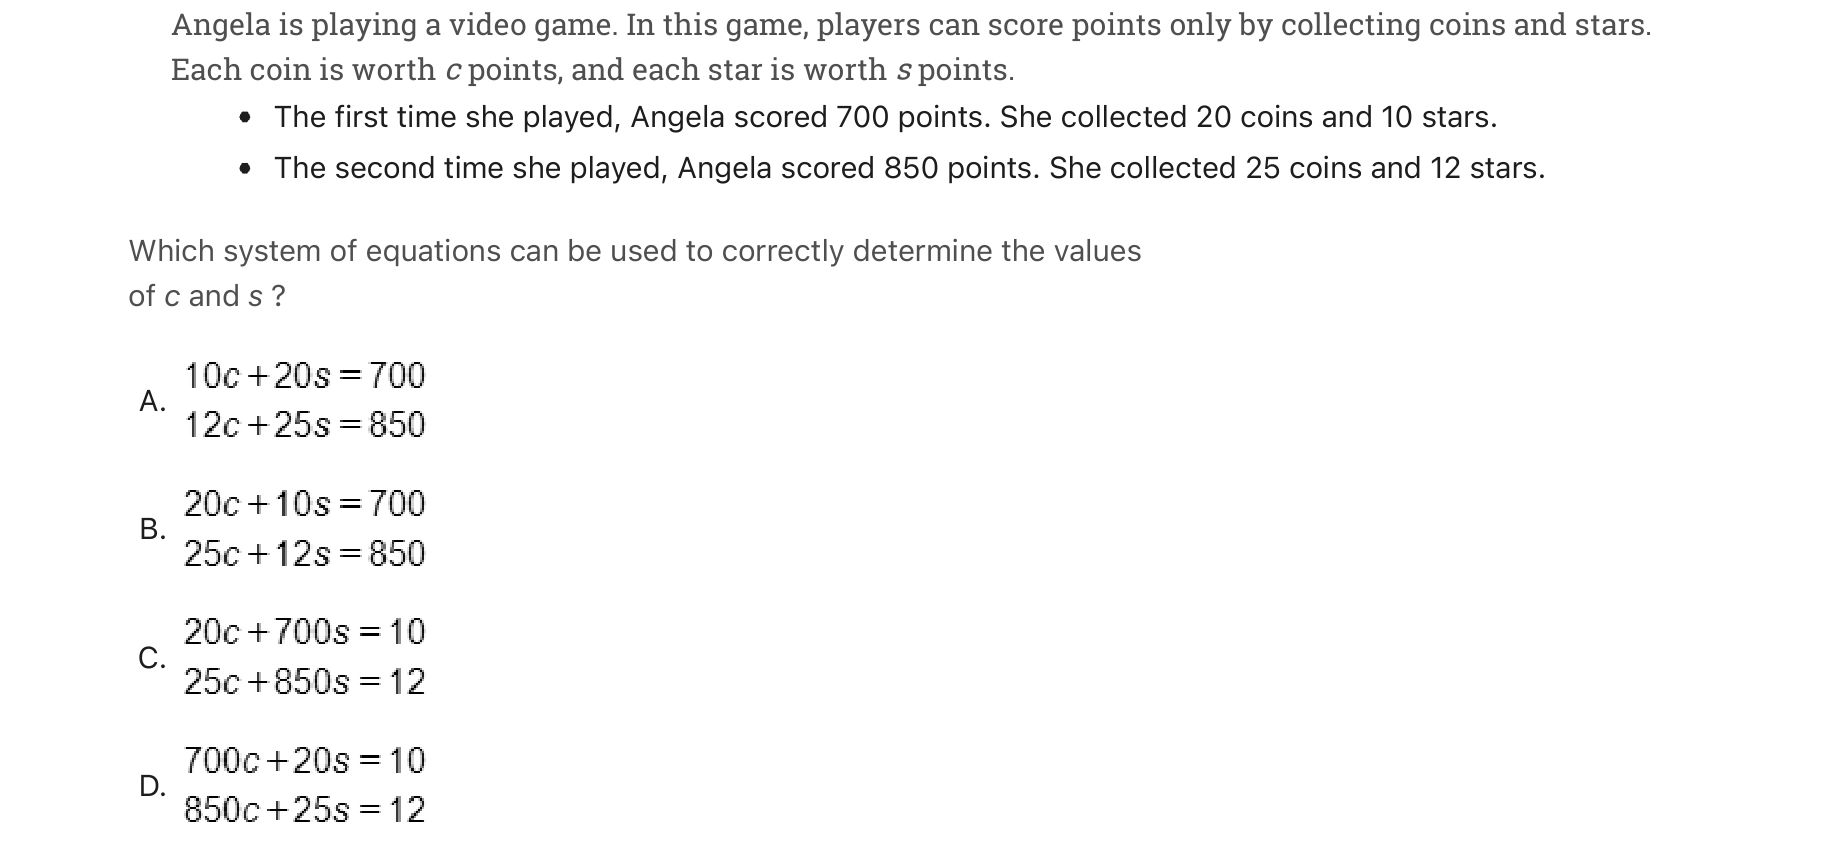 Angela is playing a video game. In this game, players can score points only by collecting coins and stars.
Each coin is worth c points, and each star is worth s points.
• The first time she played, Angela scored 700 points. She collected 20 coins and 10 stars.
• The second time she played, Angela scored 850 points. She collected 25 coins and 12 stars.
Which system of equations can be used to correctly determine the values
of c and s ?
A.
10c+20s=700
12c+25s=850
B.
20c+10s=700
25c+12s=850
C.
20c+700s=10
25c+850s=12
D.
700c+20s=10
850c+25s=12